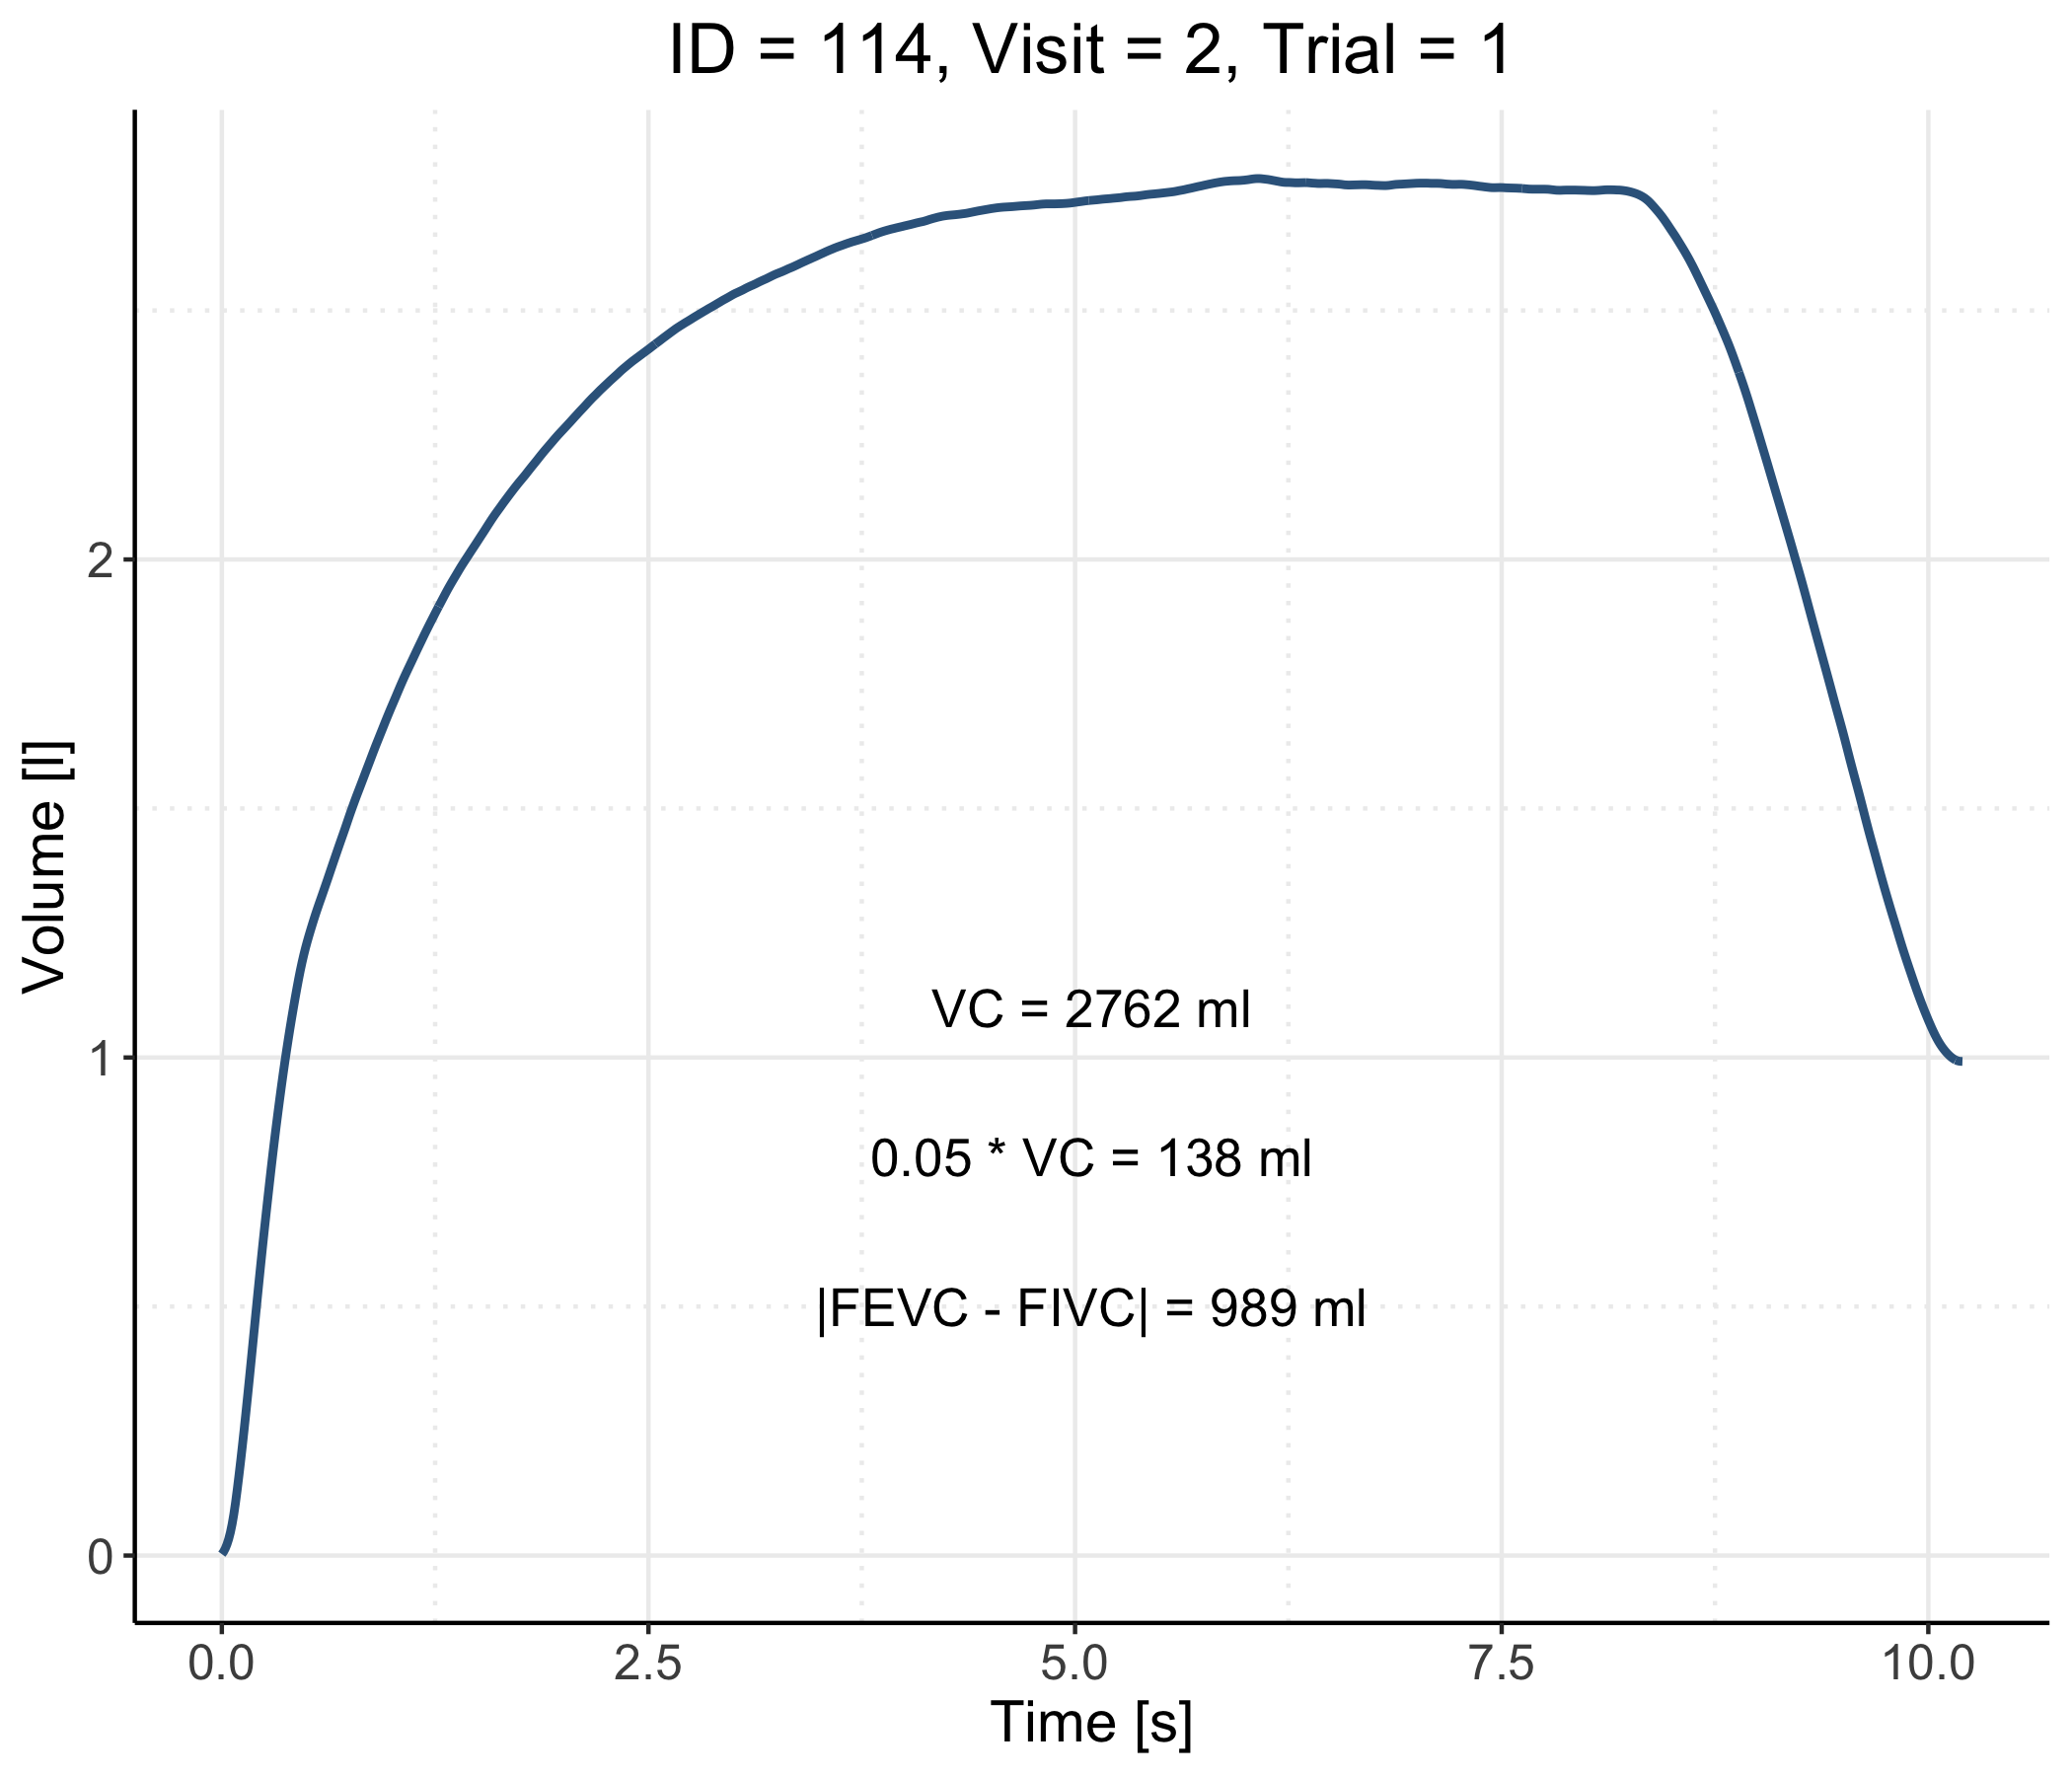 ID = 114, Visit = 2, Trial = 1
Volume [l]
2
1
0
VC = 2762 ml
0.05 * VC = 138 ml
|FEVC - FIVC| = 989 ml
0.0 2.5 5.0 7.5 10.0
Time [s]